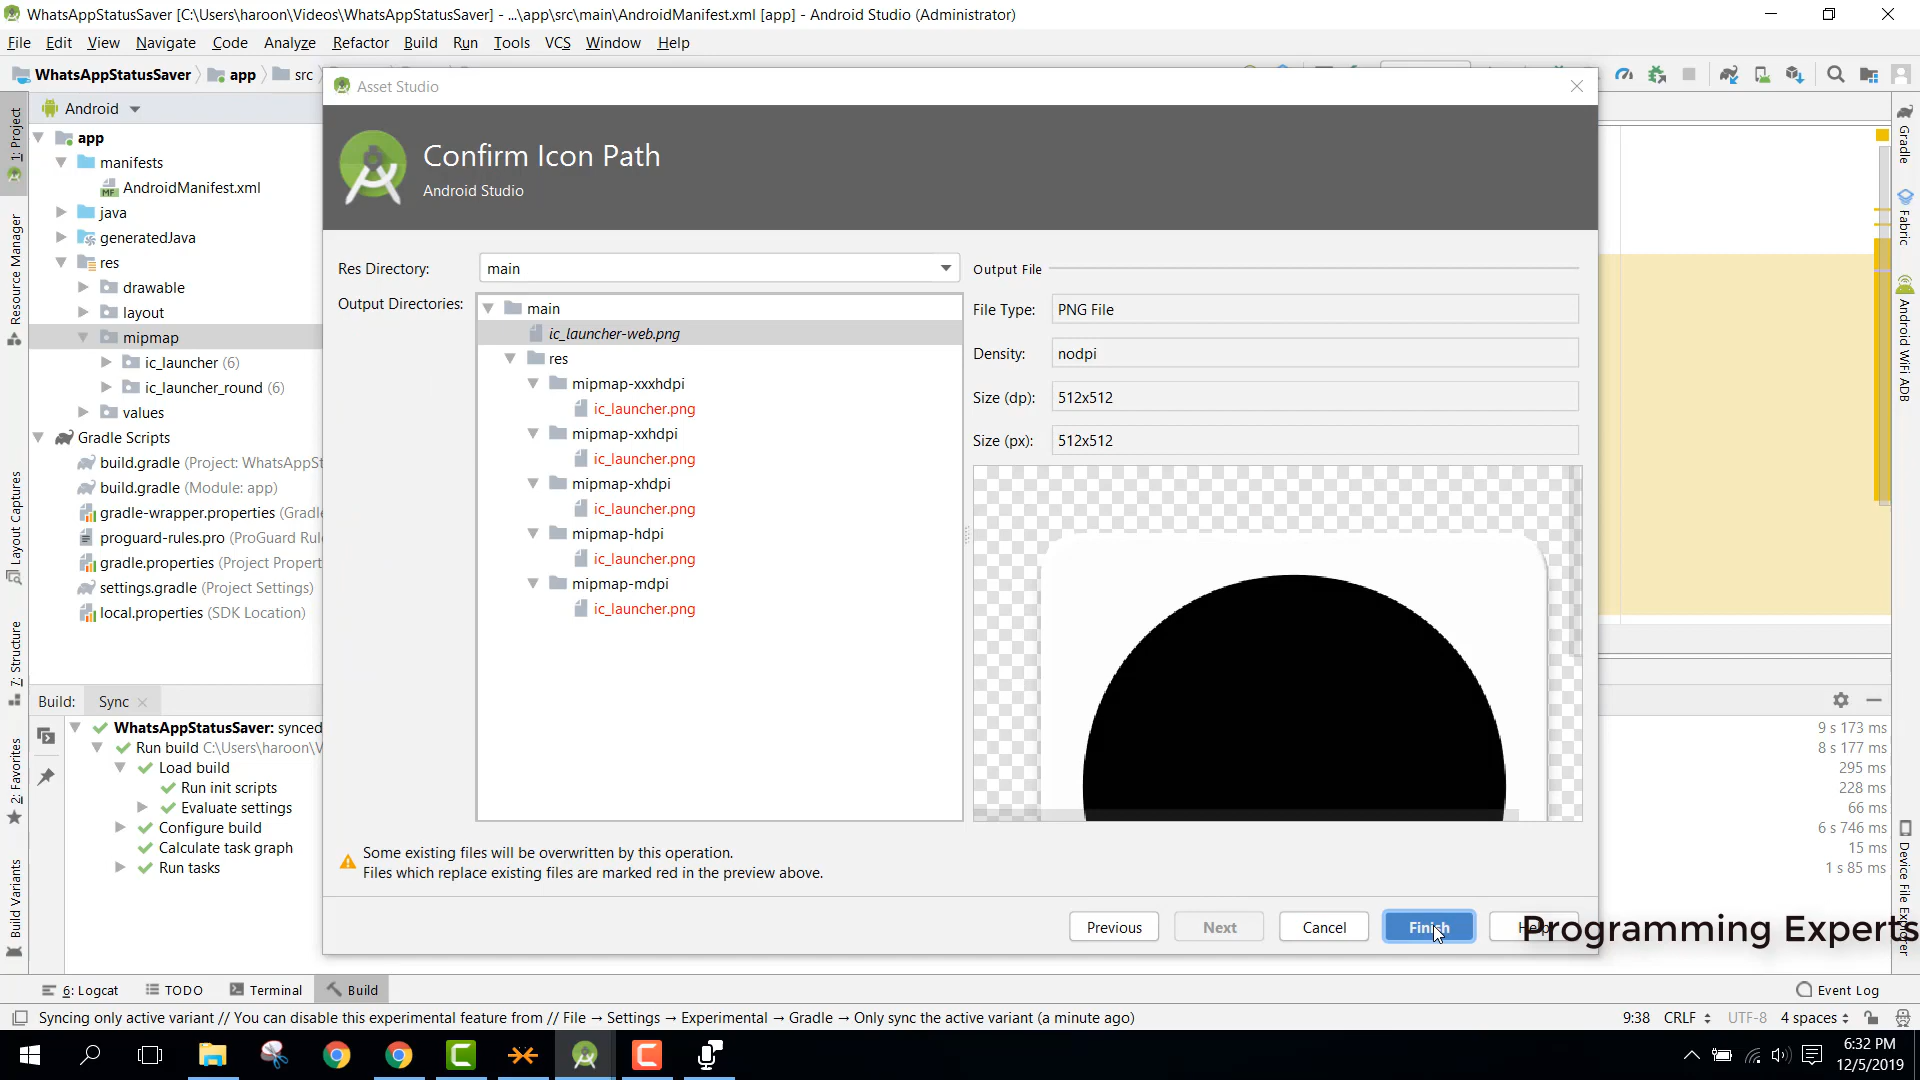 WhatsAppStatusSaver [C:\Users\haroon\Videos\WhatsAppStatusSaver] - ...\app\src\main\AndroidManifest.xml [app] - Android Studio (Administrator)
File Edit View Navigate Code Analyze Refactor Build Run Tools VCS Window Help
WhatsAppStatusSaver app src
Asset Studio
Confirm Icon Path
Android Studio
Android
app
manifests
AndroidManifest.xml
java
generatedJava
res
drawable
layout
mipmap
ic_launcher (6)
ic_launcher_round (6)
values
Gradle Scripts
build.gradle (Project: WhatsAppSt
build.gradle (Module: app)
gradle-wrapper.properties (Gradle
proguard-rules.pro (ProGuard Rule
gradle.properties (Project Propert
settings.gradle (Project Settings)
local.properties (SDK Location)
Res Directory: main
Output Directories:
main
ic_launcher-web.png
res
mipmap-xxxhdpi
ic_launcher.png
mipmap-xxhdpi
ic_launcher.png
mipmap-xhdpi
ic_launcher.png
mipmap-hdpi
ic_launcher.png
mipmap-mdpi
ic_launcher.png
Output File
File Type: PNG File
Density: nodpi
Size (dp): 512x512
Size (px): 512x512
Some existing files will be overwritten by this operation.
Files which replace existing files are marked red in the preview above.
Previous Next Cancel Finish Help
Programming Experts
Build: Sync
WhatsAppStatusSaver: synced
Run build C:\Users\haroon\V
Load build
Run init scripts
Evaluate settings
Configure build
Calculate task graph
Run tasks
9 s 173 ms
8 s 177 ms
295 ms
228 ms
66 ms
6 s 746 ms
15 ms
1 s 85 ms
1: Project
Resource Manager
Layout Captures
7: Structure
2: Favorites
Build Variants
Gradle
Fabric
Android WiFi ADB
Device File Explorer
6: Logcat TODO Terminal Build Event Log
Syncing only active variant // You can disable this experimental feature from // File → Settings → Experimental → Gradle → Only sync the active variant (a minute ago)
9:38 CRLF UTF-8 4 spaces
6:32 PM
12/5/2019